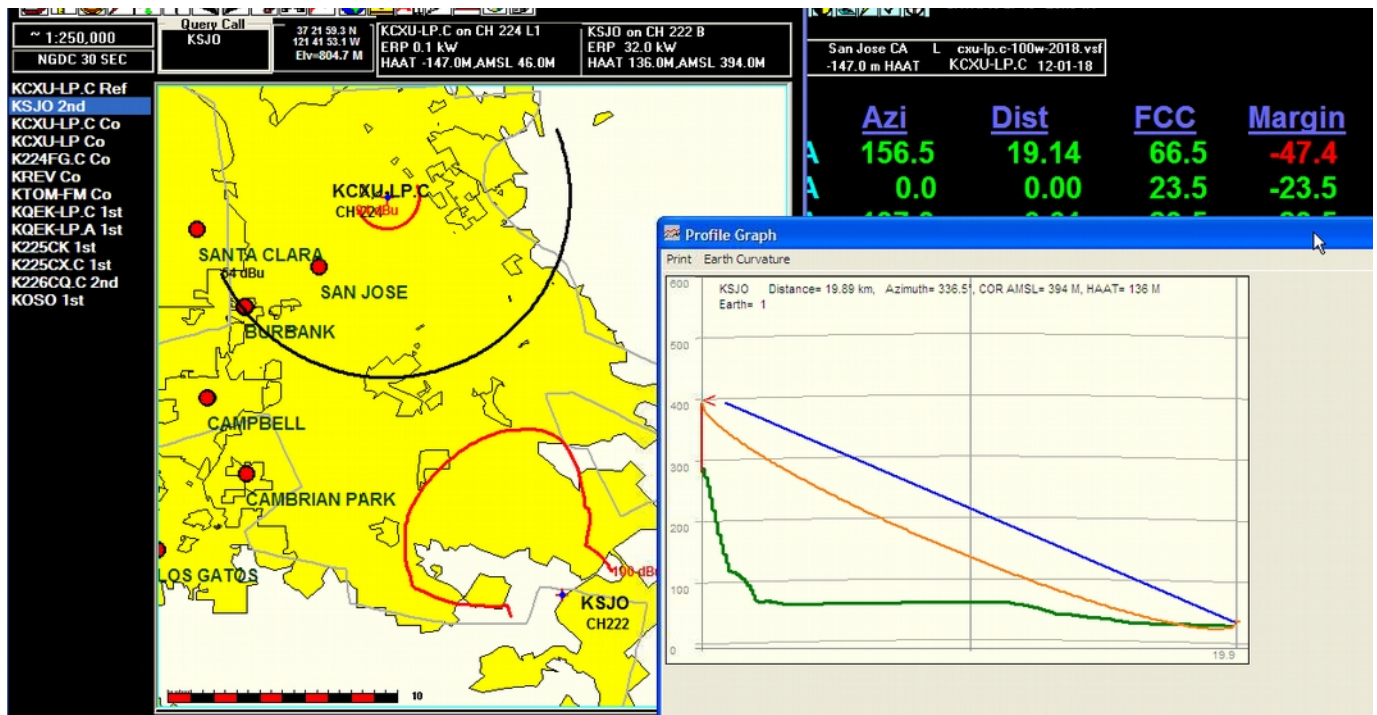 Query Call
~ 1:250,000
NGDC 30 SEC
KSJO
37 21 59.3 N
121 41 53.1 W
Elv=804.7 M
KCXU-LP.C on CH 224 L1
ERP 0.1 kW
HAAT -147.0M,AMSL 46.0M
KSJO on CH 222 B
ERP 32.0 kW
HAAT 136.0M,AMSL 394.0M
San Jose CA L cxu-lp.c-100w-2018.vsf
-147.0 m HAAT KCXU-LP.C 12-01-18
KCXU-LP.C Ref
KSJO 2nd
KCXU-LP.C Co
KCXU-LP Co
K224FG.C Co
KREV Co
KTOM-FM Co
KQEK-LP.C 1st
KQEK-LP.A 1st
K225CK 1st
K225CX.C 1st
K226CQ.C 2nd
KOSO 1st
Azi Dist FCC Margin
A 156.5 19.14 66.5 -47.4
A 0.0 0.00 23.5 -23.5
KCXU-LP.C
SANTA CLARA
54 dBu
SAN JOSE
BURBANK
CAMPBELL
CAMBRIAN PARK
LOS GATOS
100 dBu
KSJO
CH222
10
Profile Graph
Print Earth Curvature
KSJO Distance= 19.89 km, Azimuth= 336.5°, COR AMSL= 394 M, HAAT= 136 M
Earth= 1
600
500
400
300
200
100
0
19.9